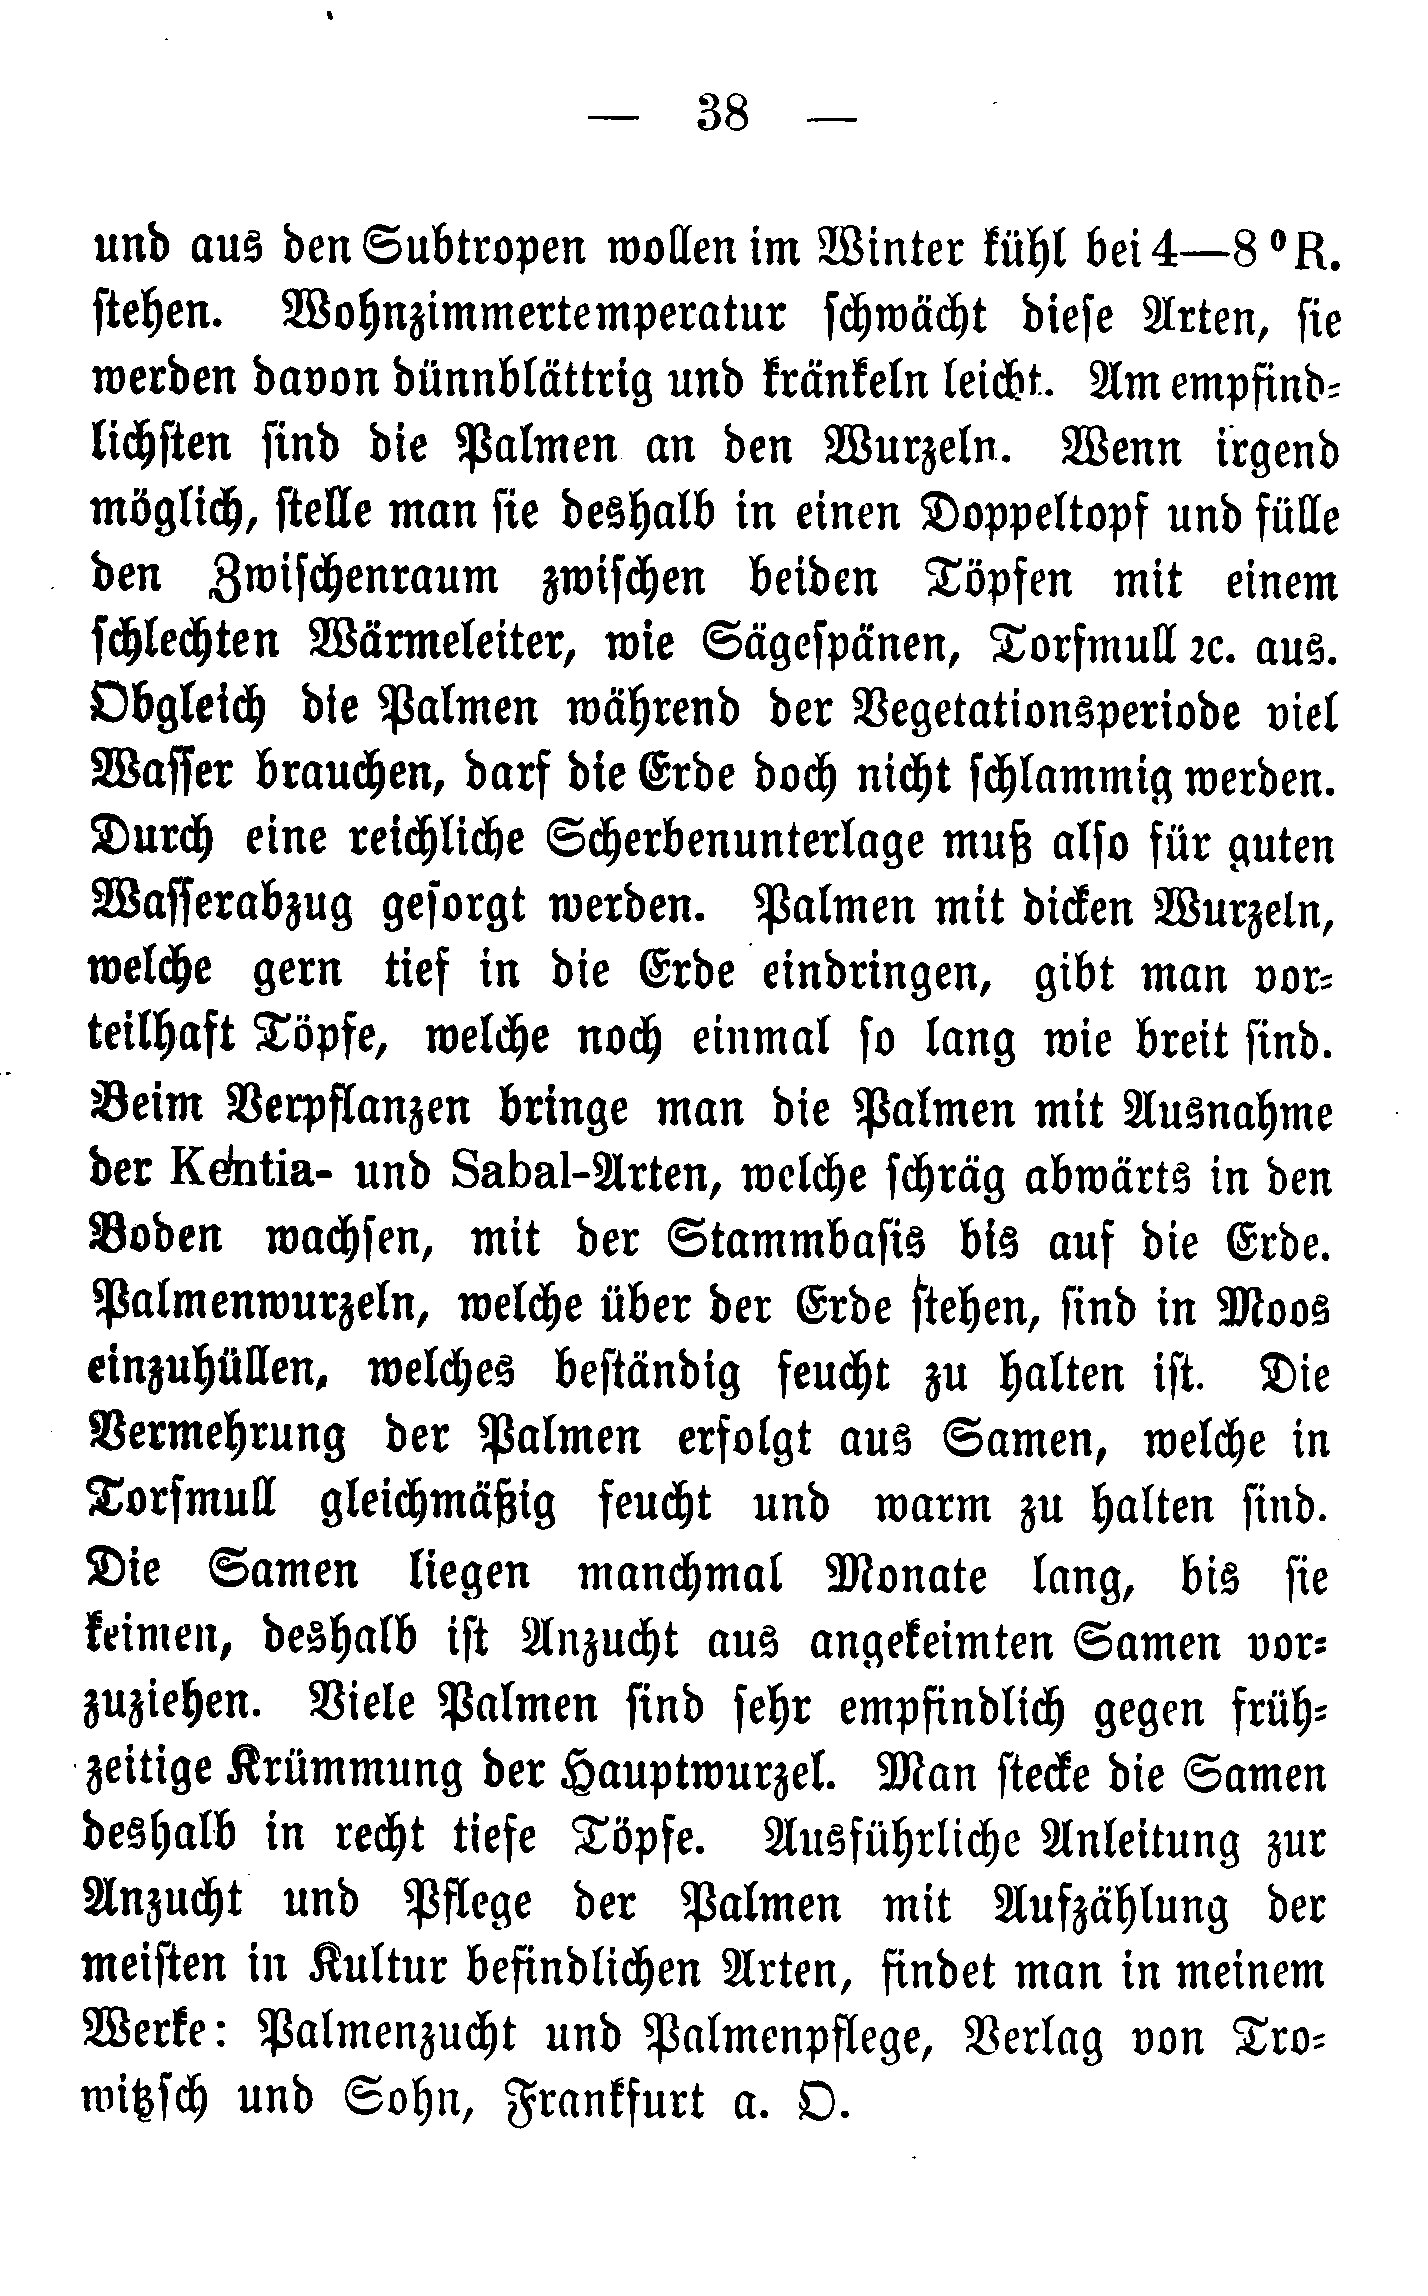 — 38 —
und aus den Subtropen wollen im Winter kühl bei 4—8 ° R.
stehen. Wohnzimmertemperatur schwächt diese Arten, sie
werden davon dünnblättrig und kränkeln leicht. Am empfind-
lichsten sind die Palmen an den Wurzeln. Wenn irgend
möglich, stelle man sie deshalb in einen Doppeltopf und fülle
den Zwischenraum zwischen beiden Töpfen mit einem
schlechten Wärmeleiter, wie Sägespänen, Torfmull ꝛc. aus.
Obgleich die Palmen während der Vegetationsperiode viel
Wasser brauchen, darf die Erde doch nicht schlammig werden.
Durch eine reichliche Scherbenunterlage muß also für guten
Wasserabzug gesorgt werden. Palmen mit dicken Wurzeln,
welche gern tief in die Erde eindringen, gibt man vor-
teilhaft Töpfe, welche noch einmal so lang wie breit sind.
Beim Verpflanzen bringe man die Palmen mit Ausnahme
der Kentia- und Sabal-Arten, welche schräg abwärts in den
Boden wachsen, mit der Stammbasis bis auf die Erde.
Palmenwurzeln, welche über der Erde stehen, sind in Moos
einzuhüllen, welches beständig feucht zu halten ist. Die
Vermehrung der Palmen erfolgt aus Samen, welche in
Torfmull gleichmäßig feucht und warm zu halten sind.
Die Samen liegen manchmal Monate lang, bis sie
keimen, deshalb ist Anzucht aus angekeimten Samen vor-
zuziehen. Viele Palmen sind sehr empfindlich gegen früh-
zeitige Krümmung der Hauptwurzel. Man stecke die Samen
deshalb in recht tiefe Töpfe. Ausführliche Anleitung zur
Anzucht und Pflege der Palmen mit Aufzählung der
meisten in Kultur befindlichen Arten, findet man in meinem
Werke: Palmenzucht und Palmenpflege, Verlag von Tro-
witzsch und Sohn, Frankfurt a. O.